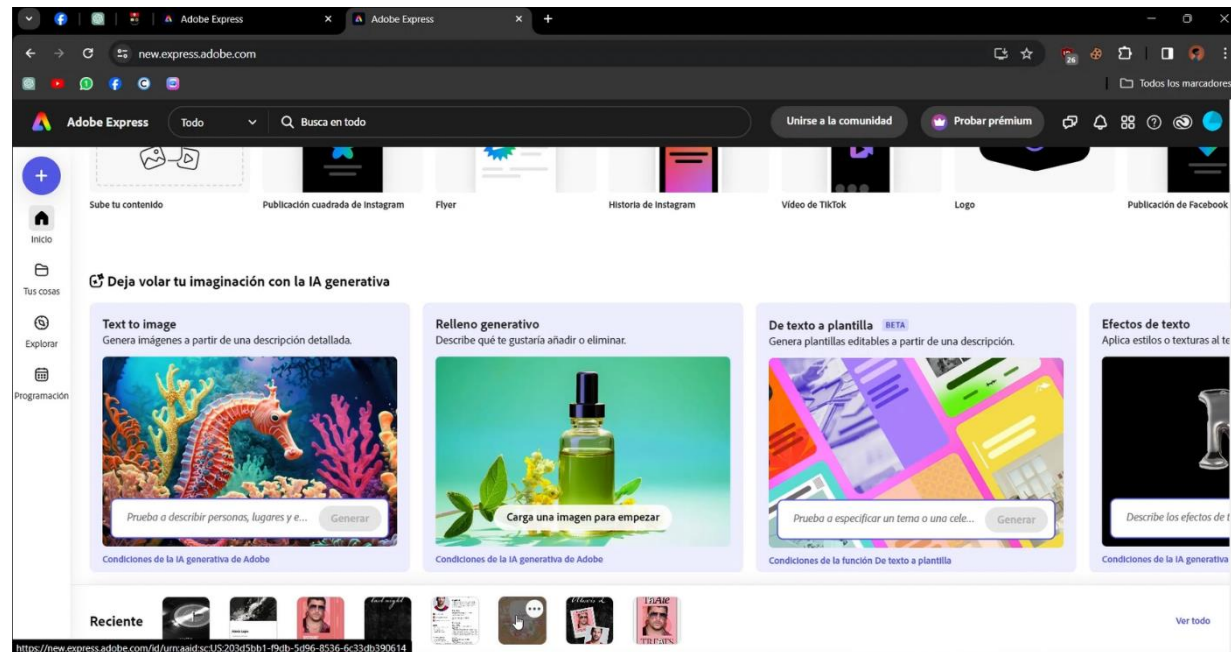 Adobe Express
Adobe Express
new.express.adobe.com
26
Todos los marcadores
Adobe Express
Todo
Busca en todo
Unirse a la comunidad
Probar prémium
Sube tu contenido
Publicación cuadrada de Instagram
Flyer
Historia de Instagram
Vídeo de TikTok
Logo
Publicación de Facebook
Inicio
Tus cosas
Explorar
Programación
Deja volar tu imaginación con la IA generativa
Text to image
Genera imágenes a partir de una descripción detallada.
Prueba a describir personas, lugares y e...
Generar
Condiciones de la IA generativa de Adobe
Relleno generativo
Describe qué te gustaría añadir o eliminar.
Carga una imagen para empezar
Condiciones de la IA generativa de Adobe
De texto a plantilla BETA
Genera plantillas editables a partir de una descripción.
Prueba a especificar un tema o una cele...
Generar
Condiciones de la función De texto a plantilla
Efectos de texto
Aplica estilos o texturas al te
Describe los efectos de t
Condiciones de la IA generativa
Reciente
Ver todo
https://new.express.adobe.com/id/urn:aaid:sc:US:203d5bb1-f9db-5d96-8536-6c33db390614